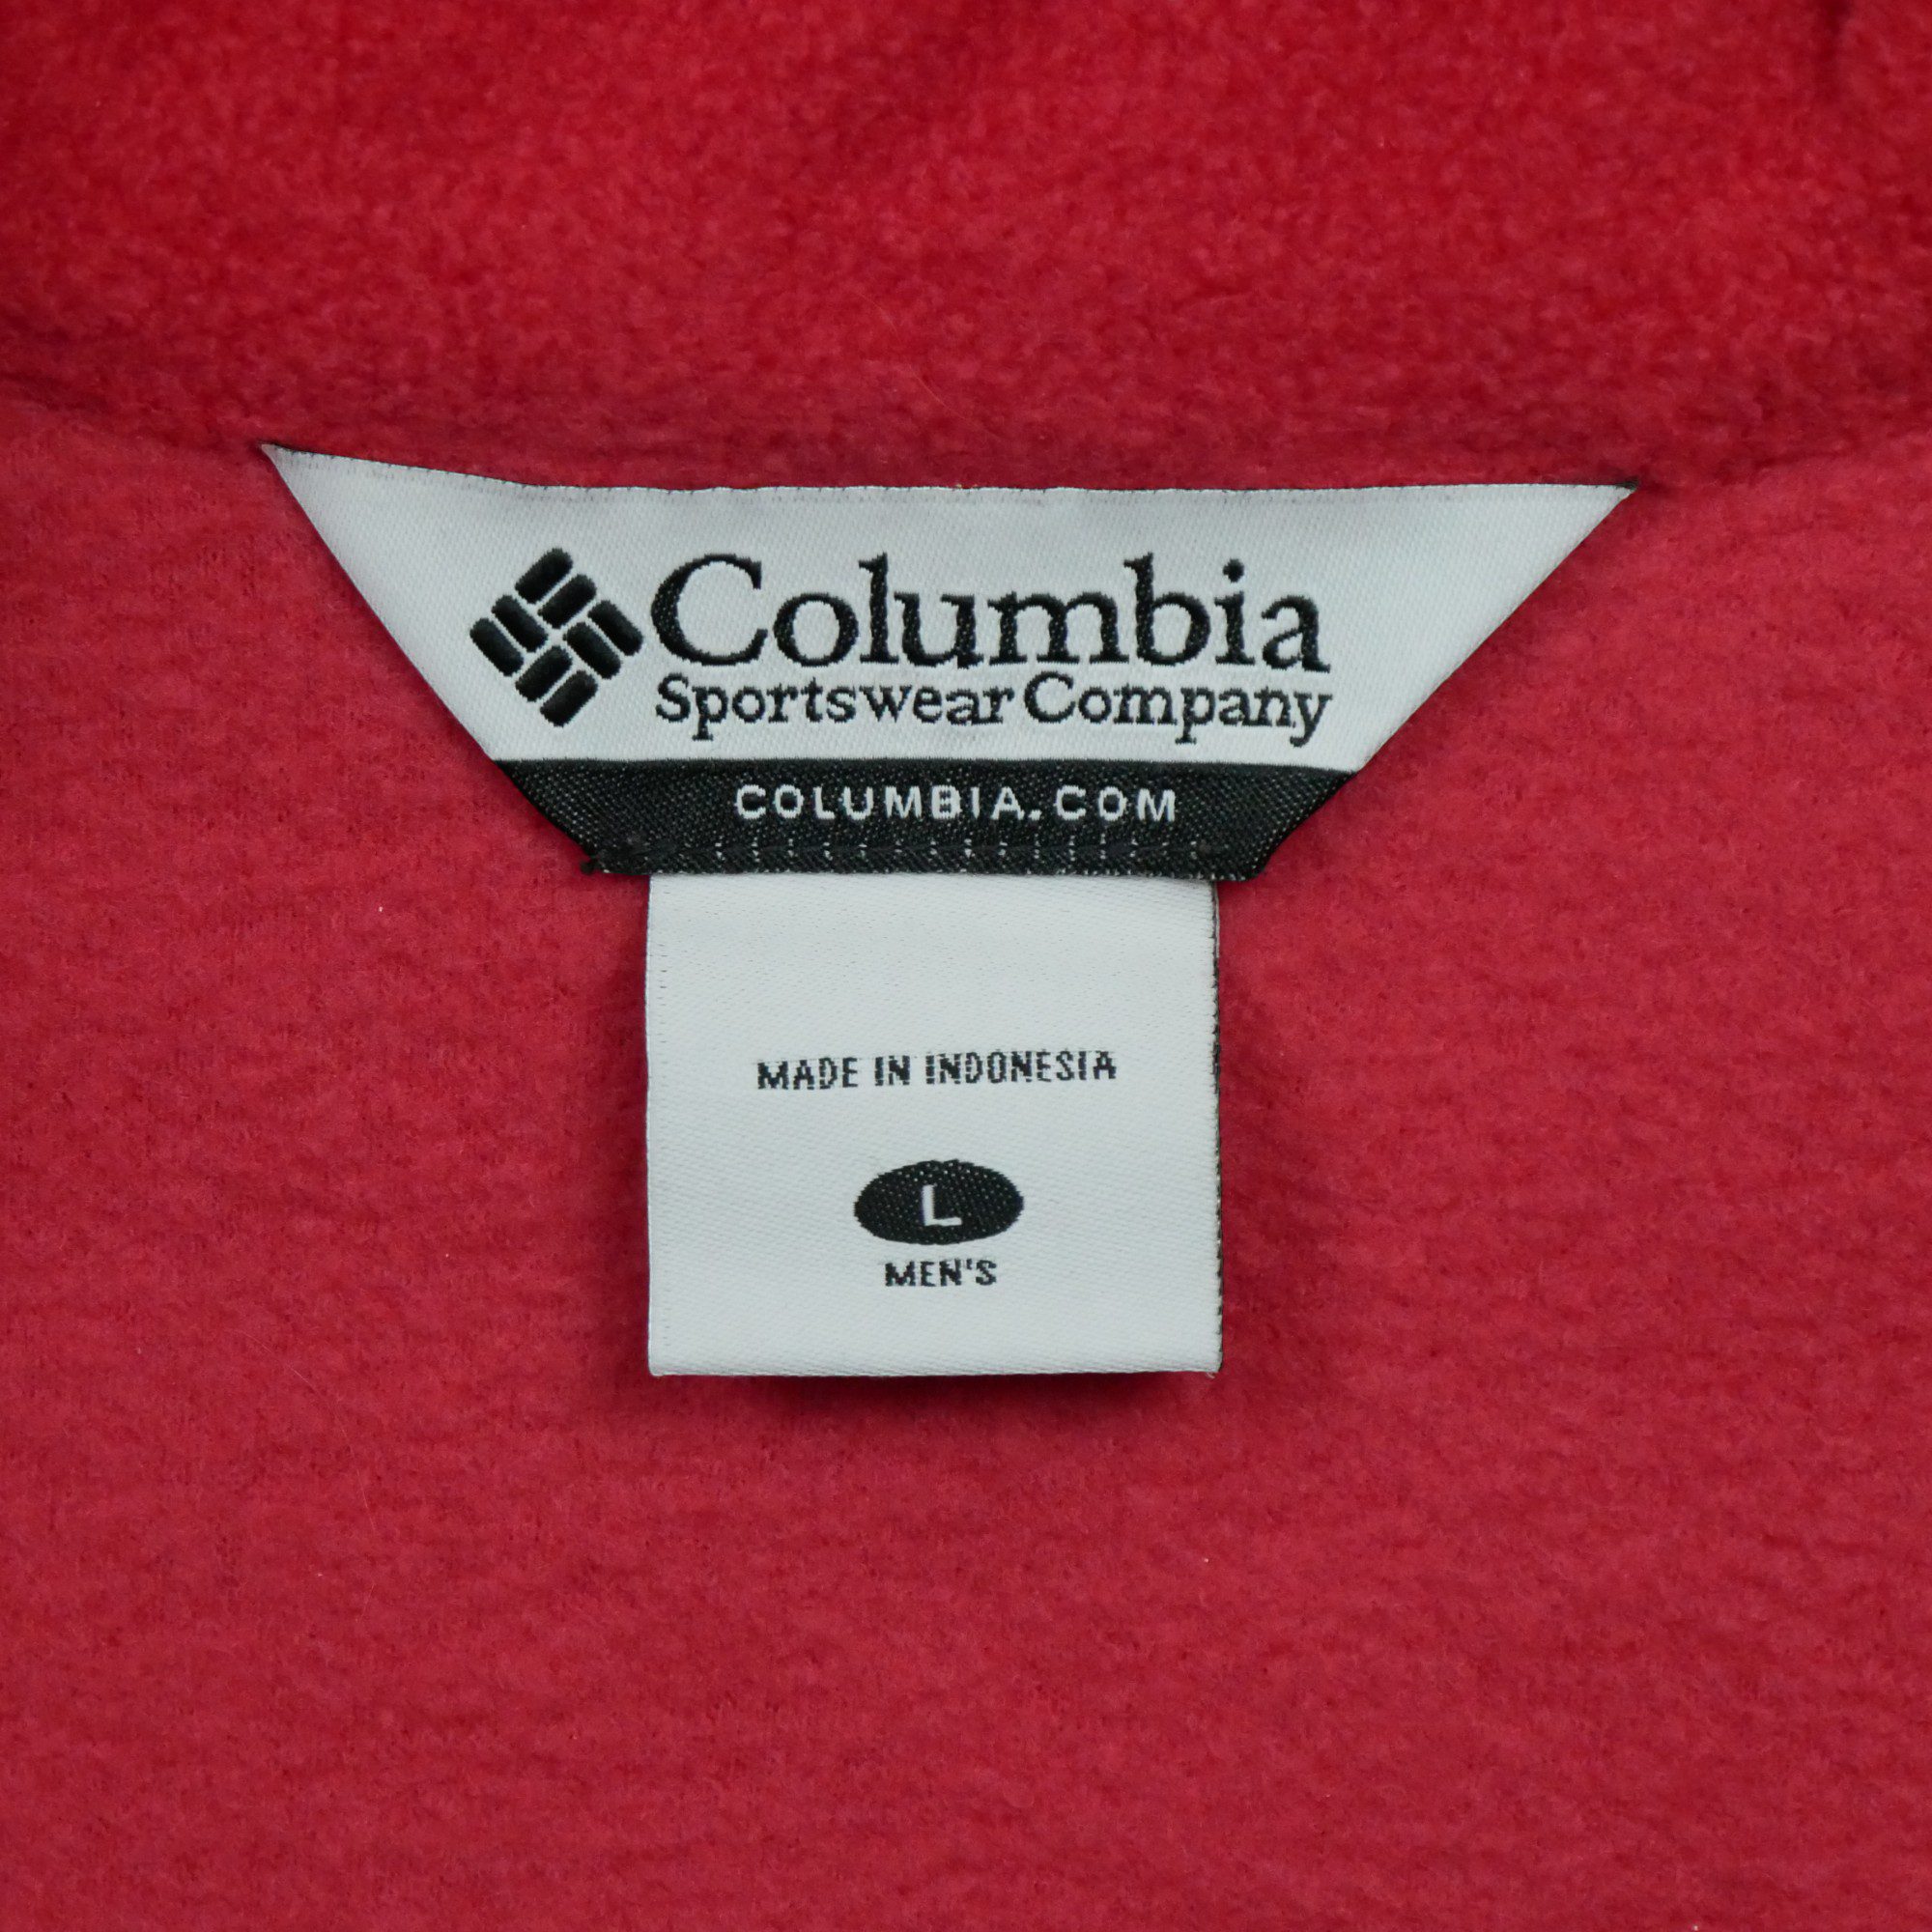 Columbia
Sportswear Company
COLUMBIA.COM
MADE IN INDONESIA
L
MEN'S